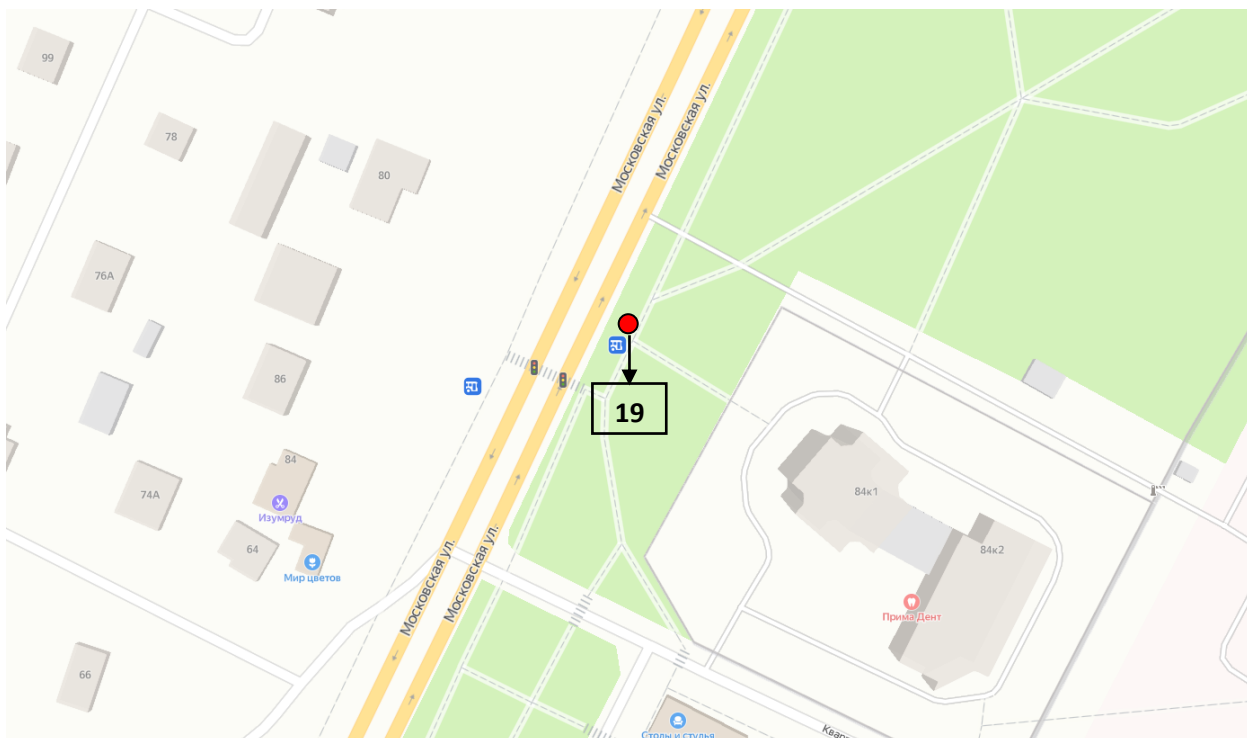 99
78
80
Московская ул.
Московская ул.
76А
86
19
84
Изумруд
74А
64
Мир цветов
84к1
84к2
Прима Дент
Московская ул.
Московская ул.
66
Столы и стулья